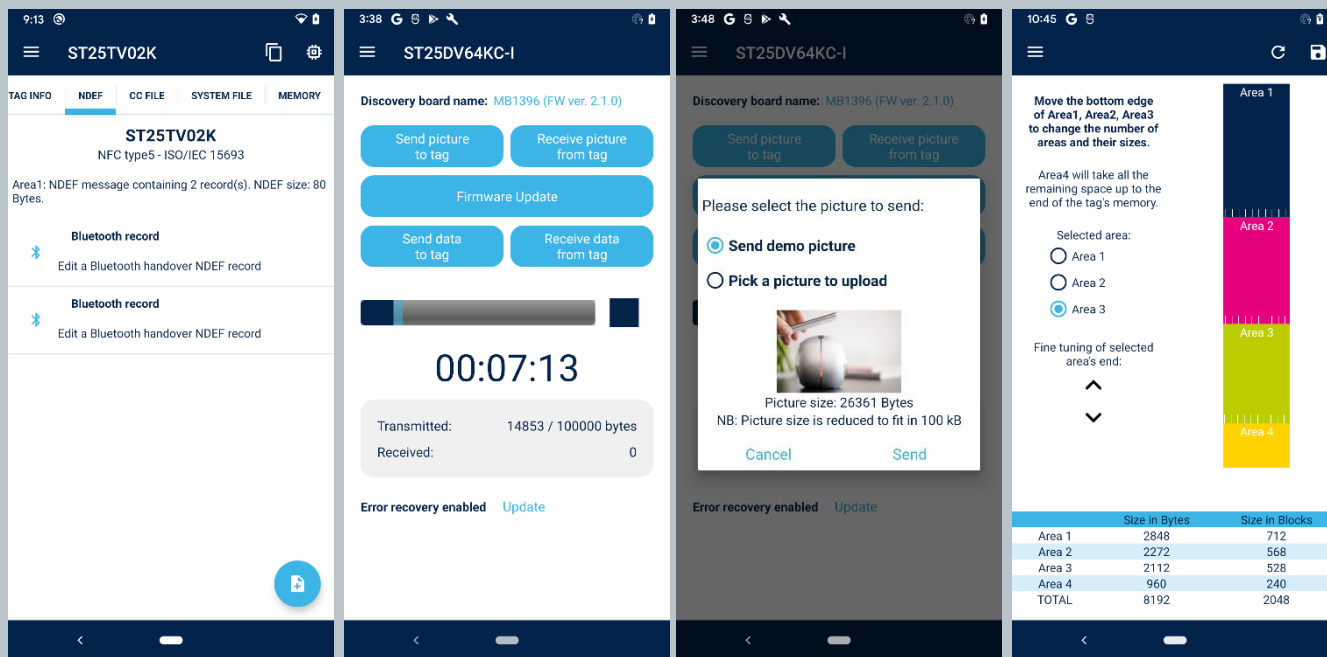 9:13
ST25TV02K
TAG INFO NDEF CC FILE SYSTEM FILE MEMORY
ST25TV02K
NFC type5 - ISO/IEC 15693
Area1: NDEF message containing 2 record(s). NDEF size: 80
Bytes.
Bluetooth record
Edit a Bluetooth handover NDEF record
Bluetooth record
Edit a Bluetooth handover NDEF record
3:38 G
ST25DV64KC-I
Discovery board name: MB1396 (FW ver. 2.1.0)
Send picture
to tag
Receive picture
from tag
Firmware Update
Send data
to tag
Receive data
from tag
00:07:13
Transmitted: 14853 / 100000 bytes
Received: 0
Error recovery enabled Update
3:48 G
ST25DV64KC-I
Discovery board name: MB1396 (FW ver. 2.1.0)
Send picture
to tag
Receive picture
from tag
Please select the picture to send:
Send demo picture
Pick a picture to upload
Picture size: 26361 Bytes
NB: Picture size is reduced to fit in 100 kB
Cancel Send
Error recovery enabled Update
10:45 G
Move the bottom edge
of Area1, Area2, Area3
to change the number of
areas and their sizes.
Area4 will take all the
remaining space up to the
end of the tag's memory.
Selected area:
Area 1
Area 2
Area 3
Fine tuning of selected
area's end:
Area 1
Area 2
Area 3
Area 4
Size in Bytes Size in Blocks
Area 1 2848 712
Area 2 2272 568
Area 3 2112 528
Area 4 960 240
TOTAL 8192 2048